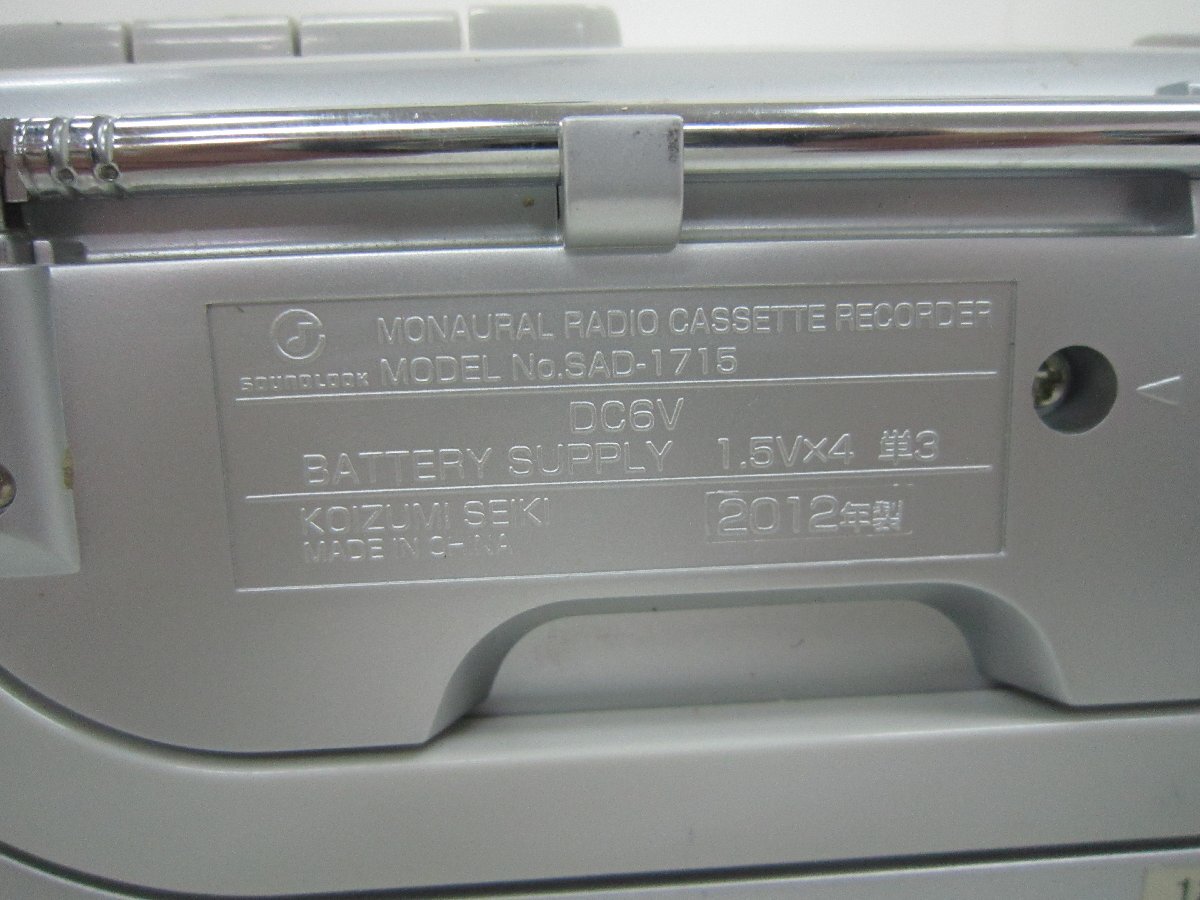 MONAURAL RADIO CASSETTE RECORDER
SOUNDLOOK MODEL No.SAD-1715
DC6V
BATTERY SUPPLY 1.5V×4 単3
KOIZUMI SEIKI
MADE IN CHINA
2012年製
1